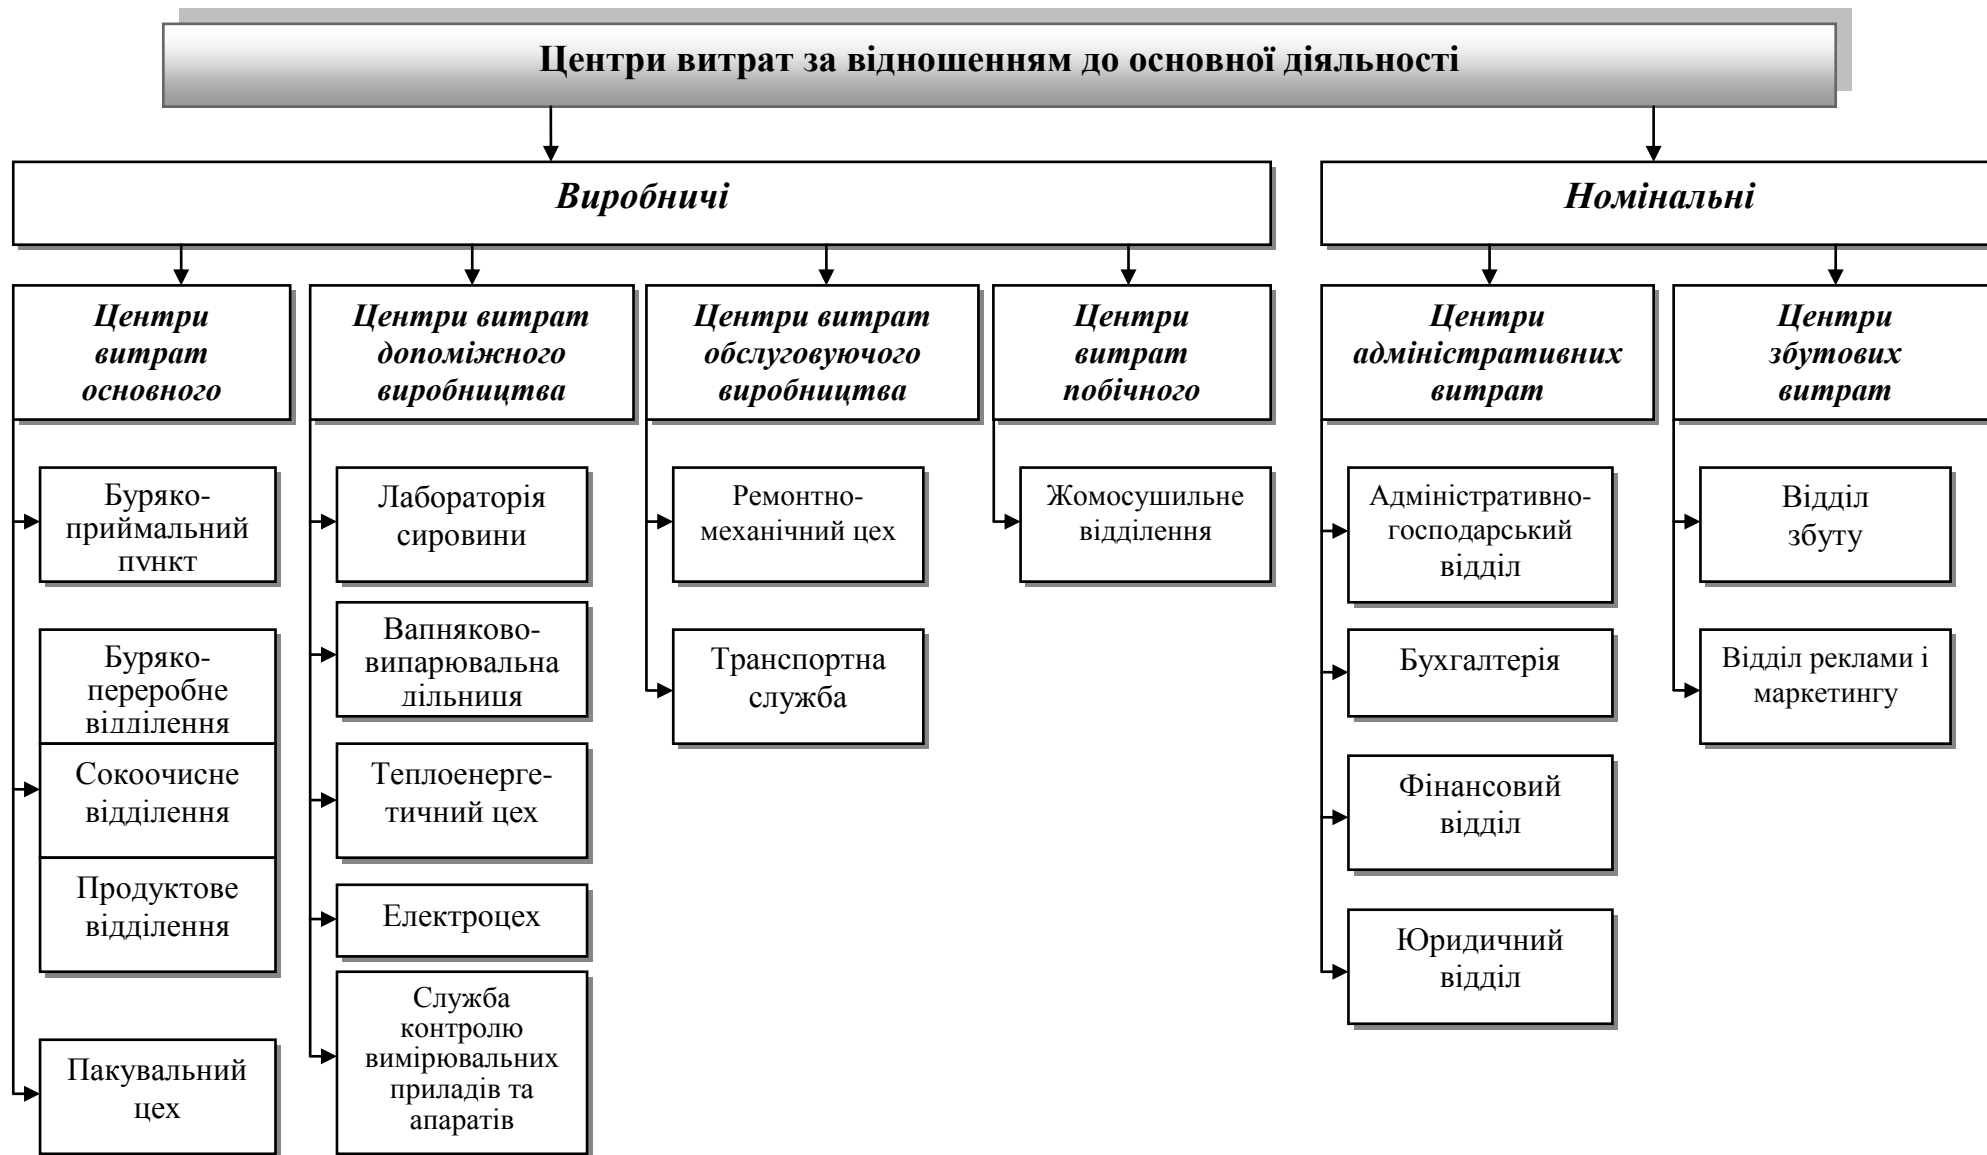 Центри витрат за відношенням до основної діяльності
Виробничі
Номінальні
Центри
витрат
основного
Центри витрат
допоміжного
виробництва
Центри витрат
обслуговуючого
виробництва
Центри
витрат
побічного
Центри
адміністративних
витрат
Центри
збутових
витрат
Буряко-
приймальний
пункт
Буряко-
переробне
відділення
Сокоочисне
відділення
Продуктове
відділення
Пакувальний
цех
Лабораторія
сировини
Вапняково-
випарювальна
дільниця
Теплоенерге-
тичний цех
Електроцех
Служба
контролю
вимірювальних
приладів та
апаратів
Ремонтно-
механічний цех
Транспортна
служба
Жомосушильне
відділення
Адміністративно-
господарський
відділ
Бухгалтерія
Фінансовий
відділ
Юридичний
відділ
Відділ
збуту
Відділ реклами і
маркетингу